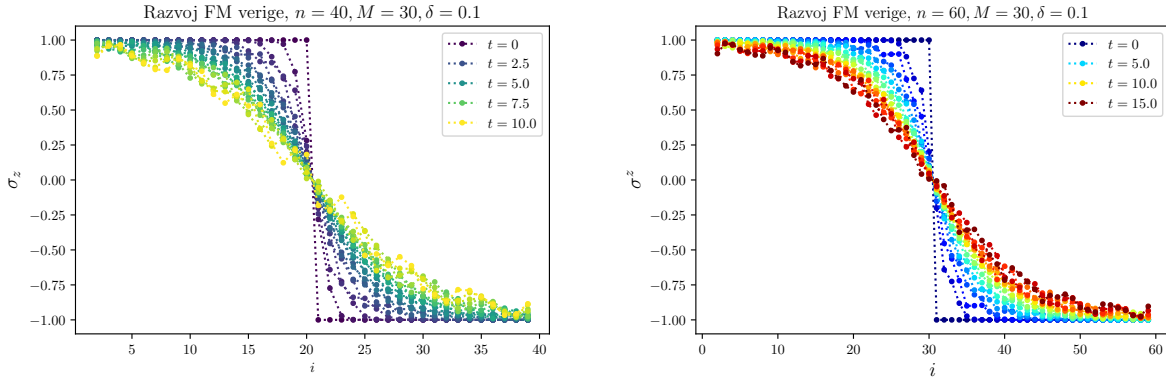 Razvoj FM verige, n = 40, M = 30, δ = 0.1
1.00
0.75
0.50
0.25
0.00
−0.25
−0.50
−0.75
−1.00
σ_z
t = 0
t = 2.5
t = 5.0
t = 7.5
t = 10.0
5 10 15 20 25 30 35 40
i
Razvoj FM verige, n = 60, M = 30, δ = 0.1
1.00
0.75
0.50
0.25
0.00
−0.25
−0.50
−0.75
−1.00
σ^z
t = 0
t = 5.0
t = 10.0
t = 15.0
0 10 20 30 40 50 60
i